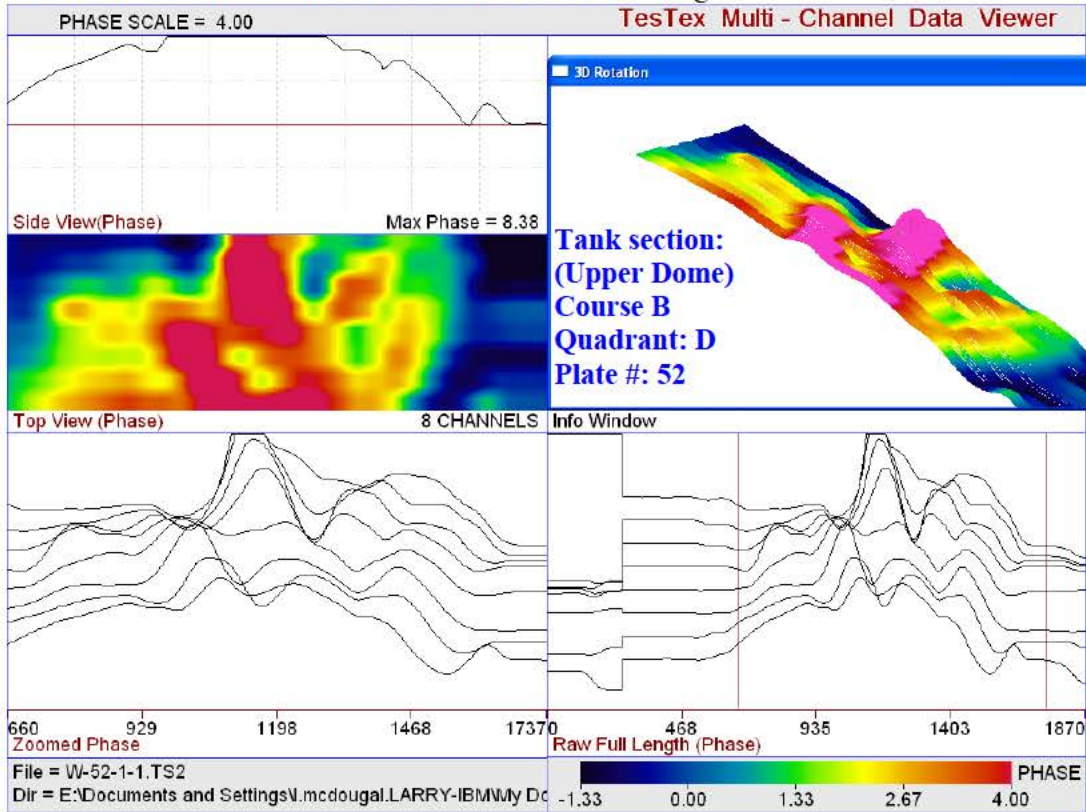 PHASE SCALE = 4.00
TesTex Multi - Channel Data Viewer
Side View(Phase)
Max Phase = 8.38
3D Rotation
Tank section:
(Upper Dome)
Course B
Quadrant: D
Plate #: 52
Top View (Phase)
8 CHANNELS
Info Window
660 929 1198 1468 1737
Zoomed Phase
0 468 935 1403 1870
Raw Full Length (Phase)
File = W-52-1-1.TS2
Dir = E:\Documents and Settings\l.mcdougal.LARRY-IBM\My Do
PHASE
-1.33 0.00 1.33 2.67 4.00